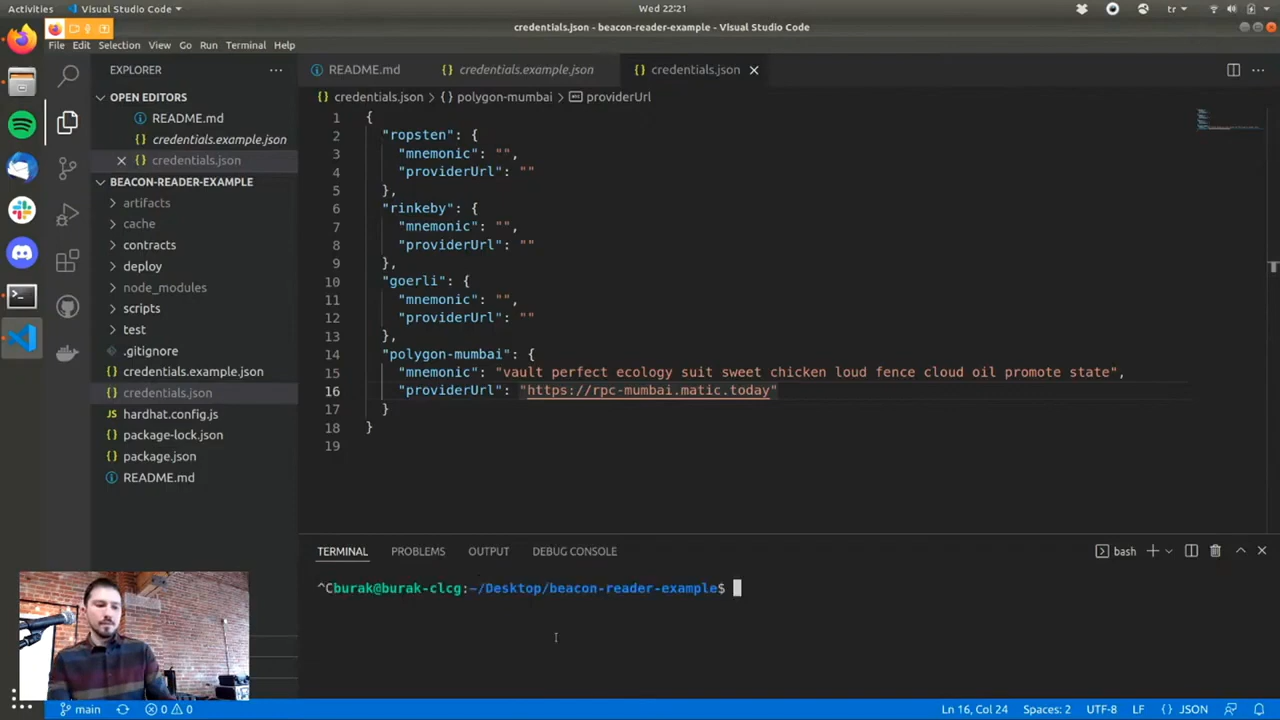 Activities
Visual Studio Code
Wed 22:21
tr
credentials.json - beacon-reader-example - Visual Studio Code
File Edit Selection View Go Run Terminal Help
EXPLORER
README.md
credentials.example.json
credentials.json
OPEN EDITORS
README.md
credentials.example.json
credentials.json
BEACON-READER-EXAMPLE
artifacts
cache
contracts
deploy
node_modules
scripts
test
.gitignore
credentials.example.json
credentials.json
hardhat.config.js
package-lock.json
package.json
README.md
credentials.json > {} polygon-mumbai > providerUrl
1 {
2 "ropsten": {
3 "mnemonic": "",
4 "providerUrl": ""
5 },
6 "rinkeby": {
7 "mnemonic": "",
8 "providerUrl": ""
9 },
10 "goerli": {
11 "mnemonic": "",
12 "providerUrl": ""
13 },
14 "polygon-mumbai": {
15 "mnemonic": "vault perfect ecology suit sweet chicken loud fence cloud oil promote state",
16 "providerUrl": "https://rpc-mumbai.matic.today"
17 }
18 }
19
TERMINAL PROBLEMS OUTPUT DEBUG CONSOLE
bash
^Cburak@burak-clcg:~/Desktop/beacon-reader-example$
main
0 0
Ln 16, Col 24 Spaces: 2 UTF-8 LF {} JSON